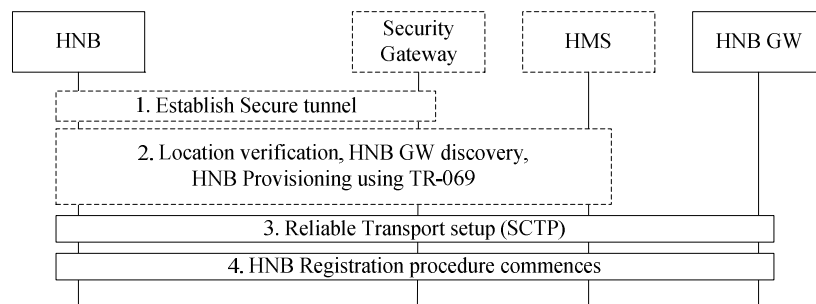 HNB
Security
Gateway
HMS
HNB GW
1. Establish Secure tunnel
2. Location verification, HNB GW discovery,
HNB Provisioning using TR-069
3. Reliable Transport setup (SCTP)
4. HNB Registration procedure commences